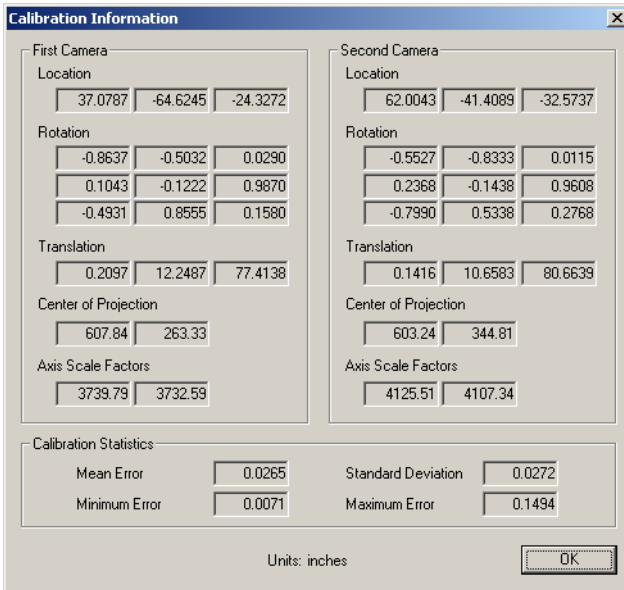 Calibration Information
First Camera
Location
37.0787 -64.6245 -24.3272
Rotation
-0.8637 -0.5032 0.0290
0.1043 -0.1222 0.9870
-0.4931 0.8555 0.1580
Translation
0.2097 12.2487 77.4138
Center of Projection
607.84 263.33
Axis Scale Factors
3739.79 3732.59
Second Camera
Location
62.0043 -41.4089 -32.5737
Rotation
-0.5527 -0.8333 0.0115
0.2368 -0.1438 0.9608
-0.7990 0.5338 0.2768
Translation
0.1416 10.6583 80.6639
Center of Projection
603.24 344.81
Axis Scale Factors
4125.51 4107.34
Calibration Statistics
Mean Error 0.0265 Standard Deviation 0.0272
Minimum Error 0.0071 Maximum Error 0.1494
Units: inches OK